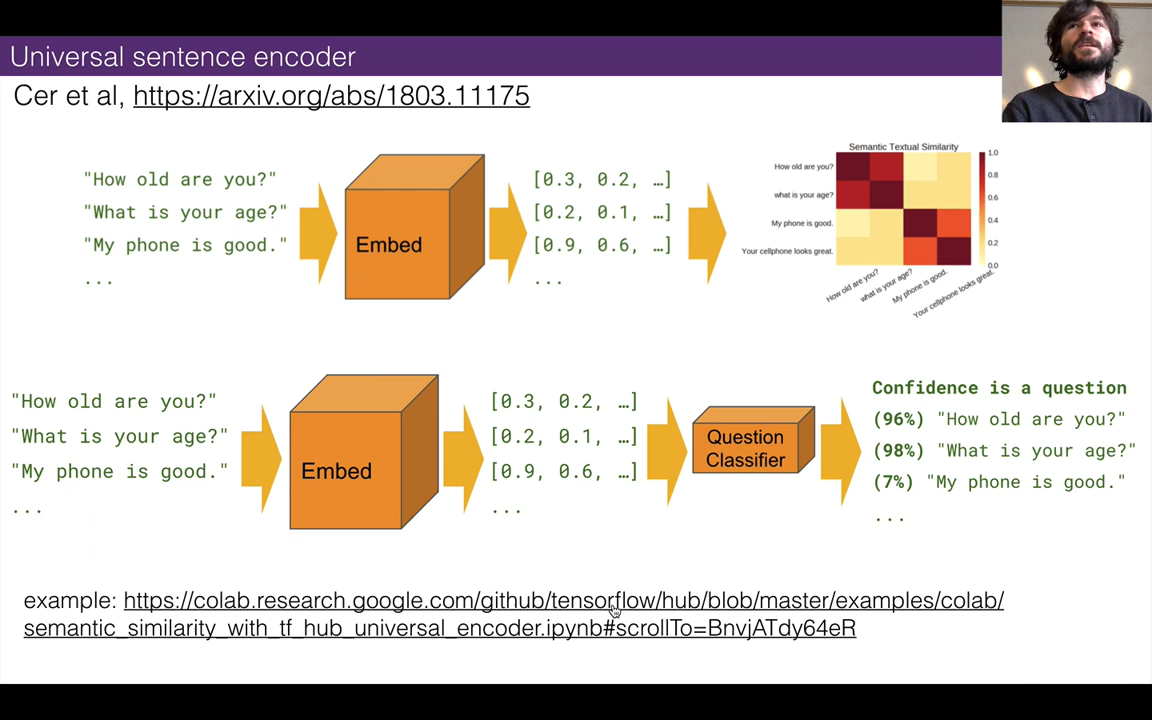 Universal sentence encoder
Cer et al, https://arxiv.org/abs/1803.11175
"How old are you?"
"What is your age?"
"My phone is good."
...
Embed
[0.3, 0.2, …]
[0.2, 0.1, …]
[0.9, 0.6, …]
...
Semantic Textual Similarity
How old are you?
what is your age?
My phone is good.
Your cellphone looks great.
How old are you?
what is your age?
My phone is good.
Your cellphone looks great.
1.0
0.8
0.6
0.4
0.2
0.0
"How old are you?"
"What is your age?"
"My phone is good."
...
Embed
[0.3, 0.2, …]
[0.2, 0.1, …]
[0.9, 0.6, …]
...
Question
Classifier
Confidence is a question
(96%) "How old are you?"
(98%) "What is your age?"
(7%) "My phone is good."
...
example: https://colab.research.google.com/github/tensorflow/hub/blob/master/examples/colab/
semantic_similarity_with_tf_hub_universal_encoder.ipynb#scrollTo=BnvjATdy64eR